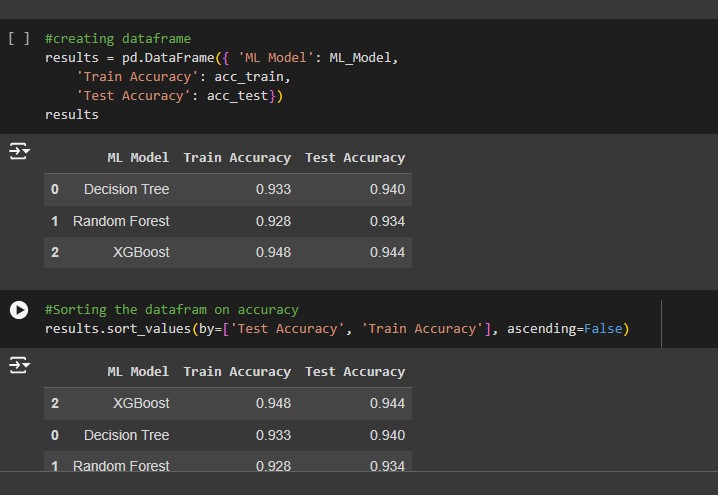 [ ] #creating dataframe
results = pd.DataFrame({ 'ML Model': ML_Model,
'Train Accuracy': acc_train,
'Test Accuracy': acc_test})
results
ML Model Train Accuracy Test Accuracy
0 Decision Tree 0.933 0.940
1 Random Forest 0.928 0.934
2 XGBoost 0.948 0.944
#Sorting the datafram on accuracy
results.sort_values(by=['Test Accuracy', 'Train Accuracy'], ascending=False)
ML Model Train Accuracy Test Accuracy
2 XGBoost 0.948 0.944
0 Decision Tree 0.933 0.940
1 Random Forest 0.928 0.934